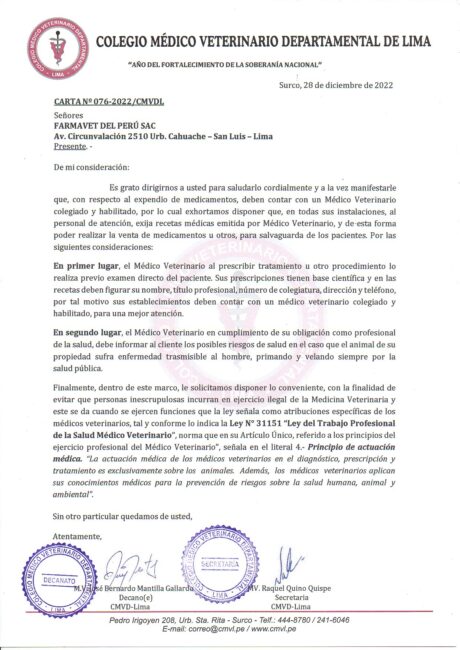 COLEGIO MÉDICO VETERINARIO DEPARTAMENTAL DE LIMA
"AÑO DEL FORTALECIMIENTO DE LA SOBERANÍA NACIONAL"
Surco, 28 de diciembre de 2022
CARTA Nº 076-2022/CMVDL
Señores
FARMAVET DEL PERÚ SAC
Av. Circunvalación 2510 Urb. Cahuache – San Luis – Lima
Presente. -
De mi consideración:
Es grato dirigirnos a usted para saludarlo cordialmente y a la vez manifestarle
que, con respecto al expendio de medicamentos, deben contar con un Médico Veterinario
colegiado y habilitado, por lo cual exhortamos disponer que, en todas sus instalaciones, al
personal de atención, exija recetas médicas emitida por Médico Veterinario, y de esta forma
poder realizar la venta de medicamentos u otros, para salvaguarda de los pacientes. Por las
siguientes consideraciones:
En primer lugar, el Médico Veterinario al prescribir tratamiento u otro procedimiento lo
realiza previo examen directo del paciente. Sus prescripciones tienen base científica y en las
recetas deben figurar su nombre, título profesional, número de colegiatura, dirección y teléfono,
por tal motivo sus establecimientos deben contar con un médico veterinario colegiado y
habilitado, para una mejor atención.
En segundo lugar, el Médico Veterinario en cumplimiento de su obligación como profesional
de la salud, debe informar al cliente los posibles riesgos de salud en el caso que el animal de su
propiedad sufra enfermedad trasmisible al hombre, primando y velando siempre por la
salud pública.
Finalmente, dentro de este marco, le solicitamos disponer lo conveniente, con la finalidad de
evitar que personas inescrupulosas incurran en ejercicio ilegal de la Medicina Veterinaria y
este se da cuando se ejercen funciones que la ley señala como atribuciones específicas de los
médicos veterinarios, tal y conforme lo indica la Ley N° 31151 "Ley del Trabajo Profesional
de la Salud Médico Veterinario", norma que en su Artículo Único, referido a los principios del
ejercicio profesional del Médico Veterinario", señala en el literal 4.- Principio de actuación
médica. "La actuación médica de los médicos veterinarios en el diagnóstico, prescripción y
tratamiento es exclusivamente sobre los animales. Además, los médicos veterinarios aplican
sus conocimientos médicos para la prevención de riesgos sobre la salud humana, animal y
ambiental".
Sin otro particular quedamos de usted,
Atentamente,
DECANATO
SECRETARIA
José Bernardo Mantilla Gallardo
MV. Raquel Quino Quispe
Decano(e)
Secretaria
CMVD-Lima
CMVD-Lima
Pedro Irigoyen 208, Urb. Sta. Rita - Surco - Telf.: 444-8780 / 241-6046
E-mail: correo@cmvl.pe / www.cmvl.pe